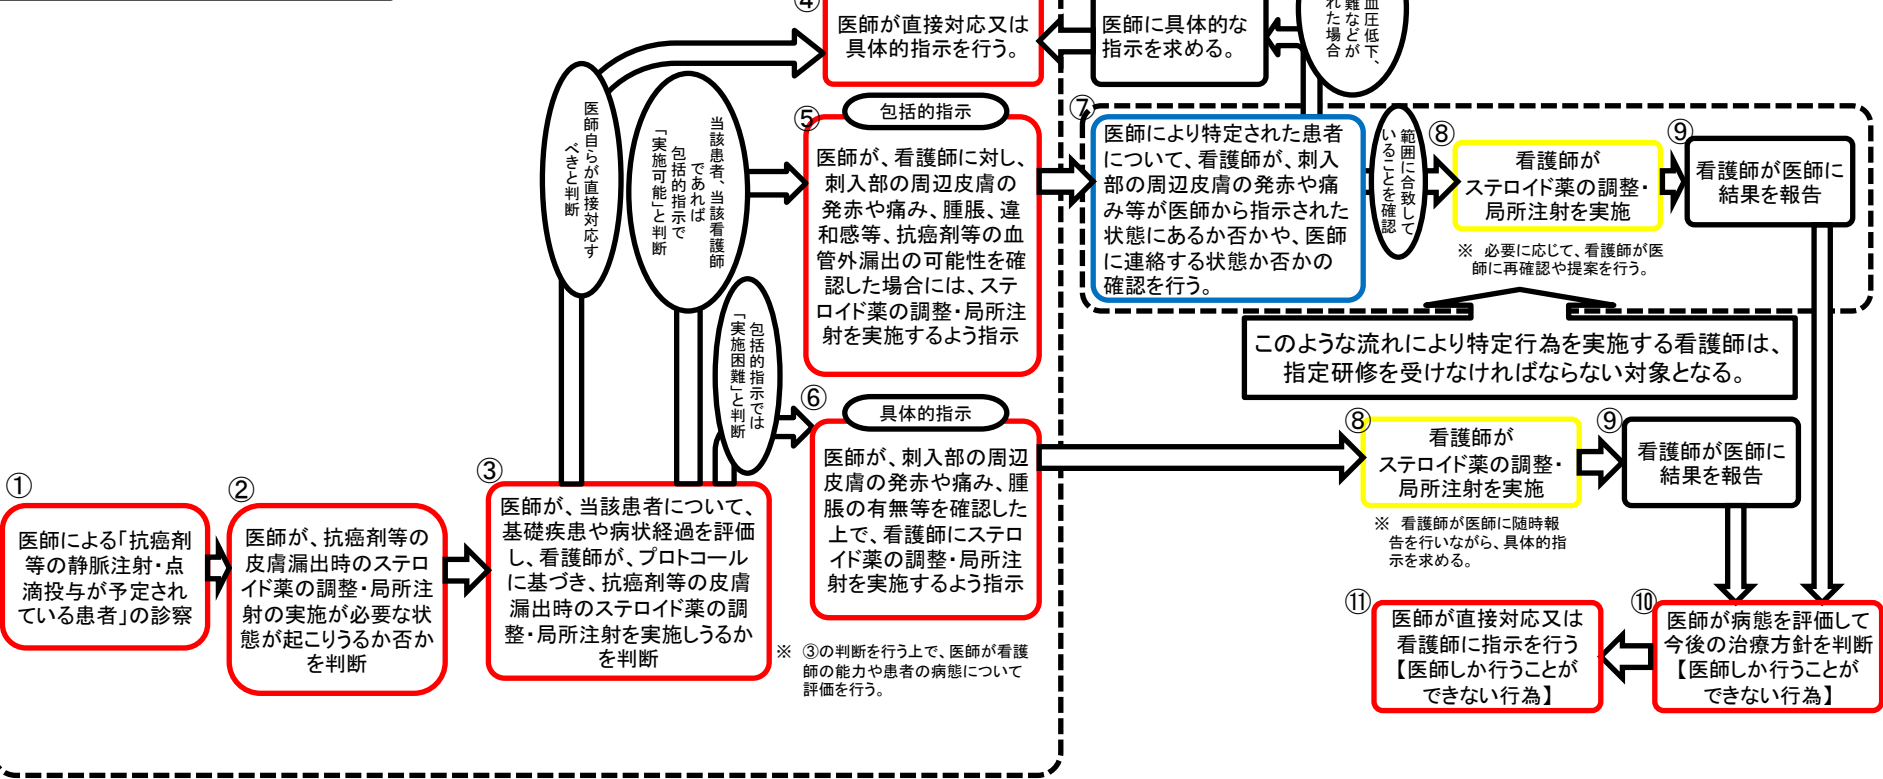 ①
医師による「抗癌剤
等の静脈注射・点
滴投与が予定され
ている患者」の診察
②
医師が、抗癌剤等の
皮膚漏出時のステロ
イド薬の調整・局所注
射の実施が必要な状
態が起こりうるか否か
を判断
③
医師が、当該患者について、
基礎疾患や病状経過を評価
し、看護師が、プロトコール
に基づき、抗癌剤等の皮膚
漏出時のステロイド薬の調
整・局所注射を実施しうるか
を判断
※ ③の判断を行う上で、医師が看護
師の能力や患者の病態について
評価を行う。
医師自らが直接対応す
べきと判断
当該患者、当該看護師
であれば
包括的指示で
「実施可能」と判断
包括的指示では
「実施困難」と判断
④
医師が直接対応又は
具体的指示を行う。
医師に具体的な
指示を求める。
血圧低下、
難などが
れた場合
⑤
包括的指示
医師が、看護師に対し、
刺入部の周辺皮膚の
発赤や痛み、腫脹、違
和感等、抗癌剤等の血
管外漏出の可能性を確
認した場合には、ステ
ロイド薬の調整・局所注
射を実施するよう指示
⑥
具体的指示
医師が、刺入部の周辺
皮膚の発赤や痛み、腫
脹の有無等を確認した
上で、看護師にステロ
イド薬の調整・局所注
射を実施するよう指示
⑦
医師により特定された患者
について、看護師が、刺入
部の周辺皮膚の発赤や痛
み等が医師から指示された
状態にあるか否かや、医師
に連絡する状態か否かの
確認を行う。
範囲に合致して
いることを確認
⑧
看護師が
ステロイド薬の調整・
局所注射を実施
※ 必要に応じて、看護師が医
師に再確認や提案を行う。
⑨
看護師が医師に
結果を報告
このような流れにより特定行為を実施する看護師は、
指定研修を受けなければならない対象となる。
⑧
看護師が
ステロイド薬の調整・
局所注射を実施
※ 看護師が医師に随時報
告を行いながら、具体的指
示を求める。
⑨
看護師が医師に
結果を報告
⑩
医師が病態を評価して
今後の治療方針を判断
【医師しか行うことが
できない行為】
⑪
医師が直接対応又は
看護師に指示を行う
【医師しか行うことが
できない行為】